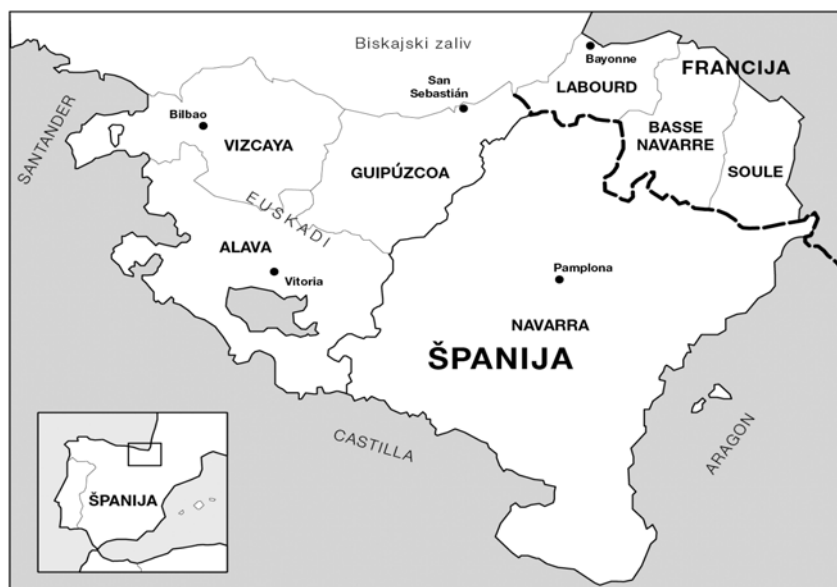 Biskajski zaliv
Bayonne
FRANCIJA
LABOURD
San
Sebastián
SANTANDER
Bilbao
VIZCAYA
BASSE
NAVARRE
GUIPÚZCOA
SOULE
EUSKADI
ALAVA
Vitoria
Pamplona
NAVARRA
ŠPANIJA
CASTILLA
ARAGON
ŠPANIJA